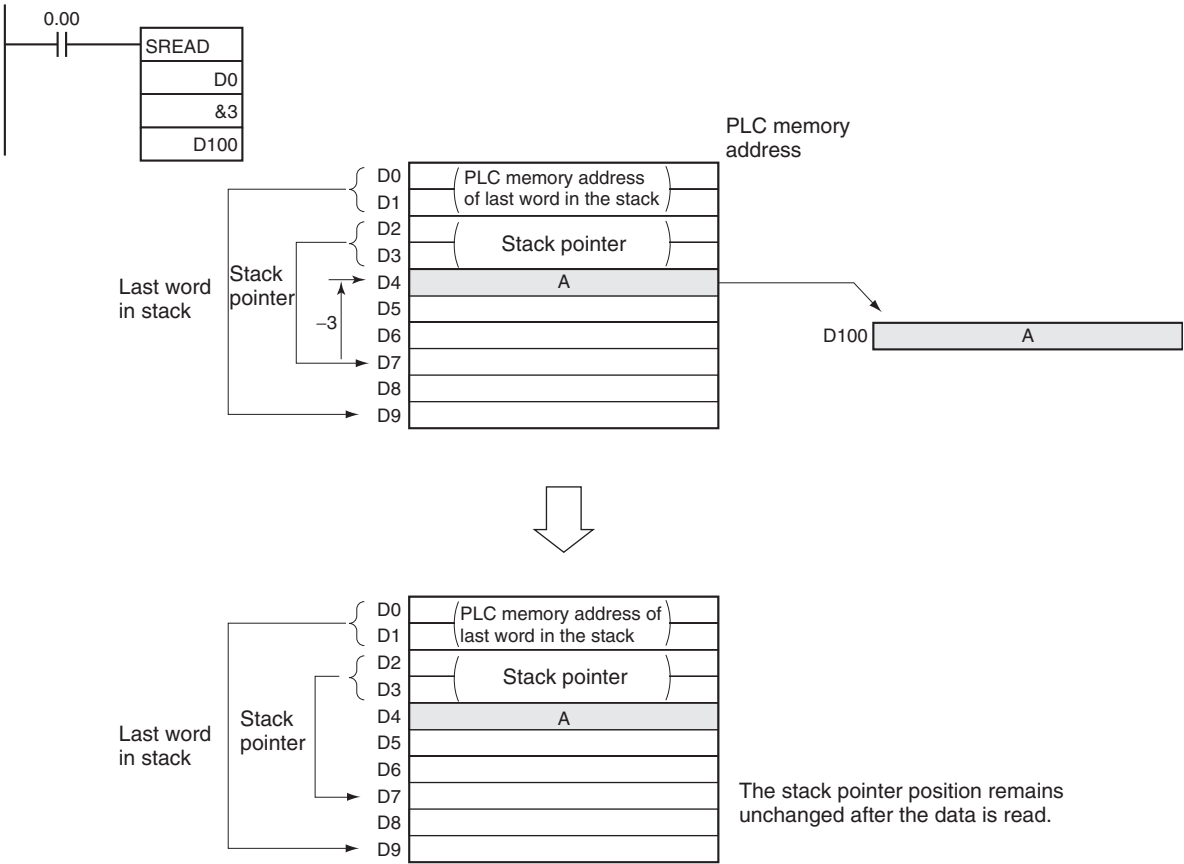 0.00
SREAD
D0
&3
D100
PLC memory
address
D0
D1
D2
D3
D4
D5
D6
D7
D8
D9
(PLC memory address
of last word in the stack)
(Stack pointer)
A
Last word
in stack
Stack
pointer
−3
D100
A
D0
D1
D2
D3
D4
D5
D6
D7
D8
D9
(PLC memory address of
last word in the stack)
(Stack pointer)
A
Last word
in stack
Stack
pointer
The stack pointer position remains
unchanged after the data is read.